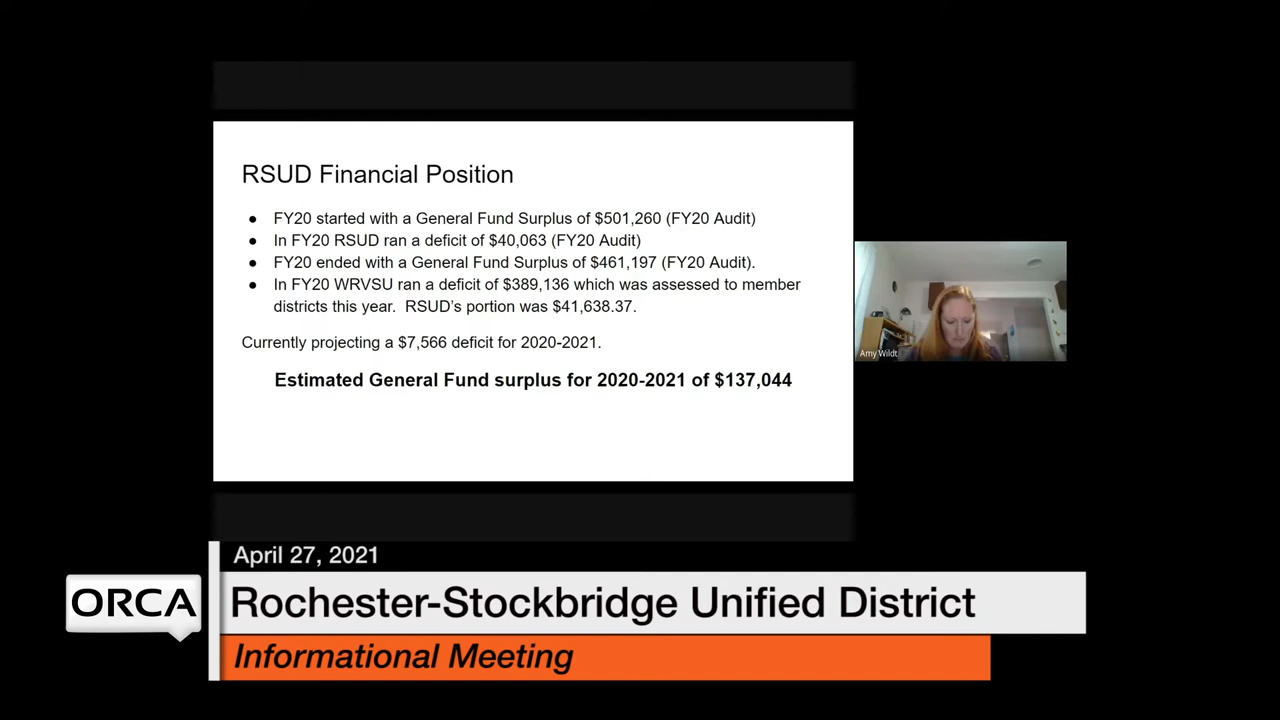 RSUD Financial Position
● FY20 started with a General Fund Surplus of $501,260 (FY20 Audit)
● In FY20 RSUD ran a deficit of $40,063 (FY20 Audit)
● FY20 ended with a General Fund Surplus of $461,197 (FY20 Audit).
● In FY20 WRVSU ran a deficit of $389,136 which was assessed to member
districts this year. RSUD's portion was $41,638.37.
Currently projecting a $7,566 deficit for 2020-2021.
Estimated General Fund surplus for 2020-2021 of $137,044
Amy Wildt
April 27, 2021
ORCA
Rochester-Stockbridge Unified District
Informational Meeting